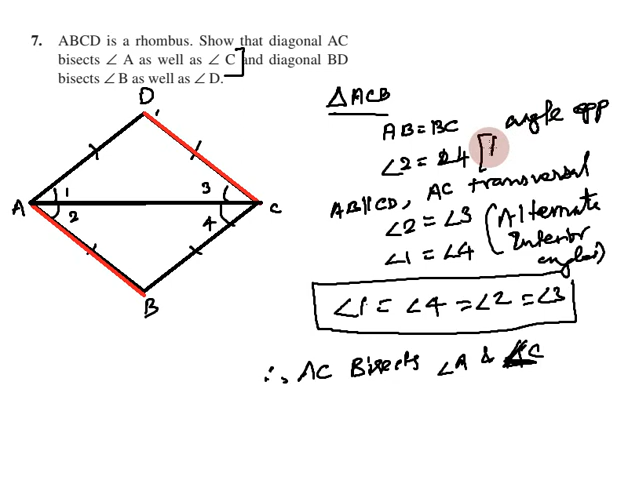 7. ABCD is a rhombus. Show that diagonal AC
bisects ∠ A as well as ∠ C and diagonal BD
bisects ∠ B as well as ∠ D.
D
A
1
2
3
4
C
B
△ACB
AB = BC
∠2 = ∠4 [ angle opp
AB || CD, AC transversal
∠2 = ∠3 (Alternate
∠1 = ∠4 Interior
angles)
∠1 = ∠4 = ∠2 = ∠3
∴ AC Bisects ∠A & ∠C